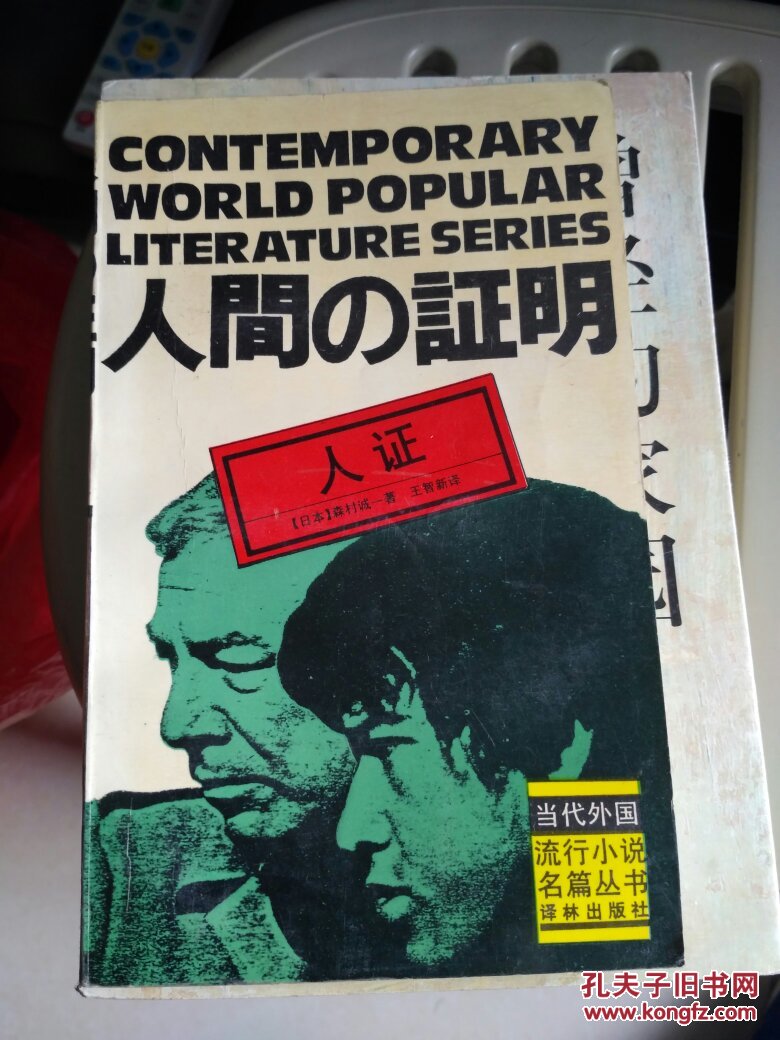 CONTEMPORARY
WORLD POPULAR
LITERATURE SERIES
人間の証明
人 证
【日本】森村诚一著 王智新译
当代外国
流行小说
名篇丛书
译林出版社
孔夫子旧书网
www.kongfz.com